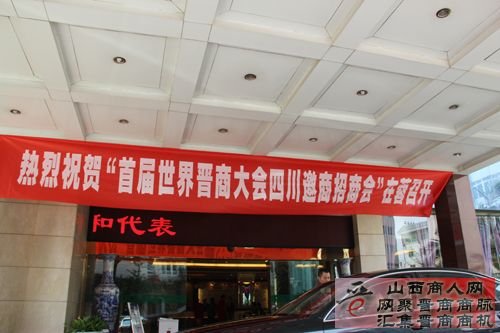 热烈祝贺“首届世界晋商大会四川邀商招商会”在蓉召开
阳代表
山西商人网
网聚晋商商脉
汇集晋商商机